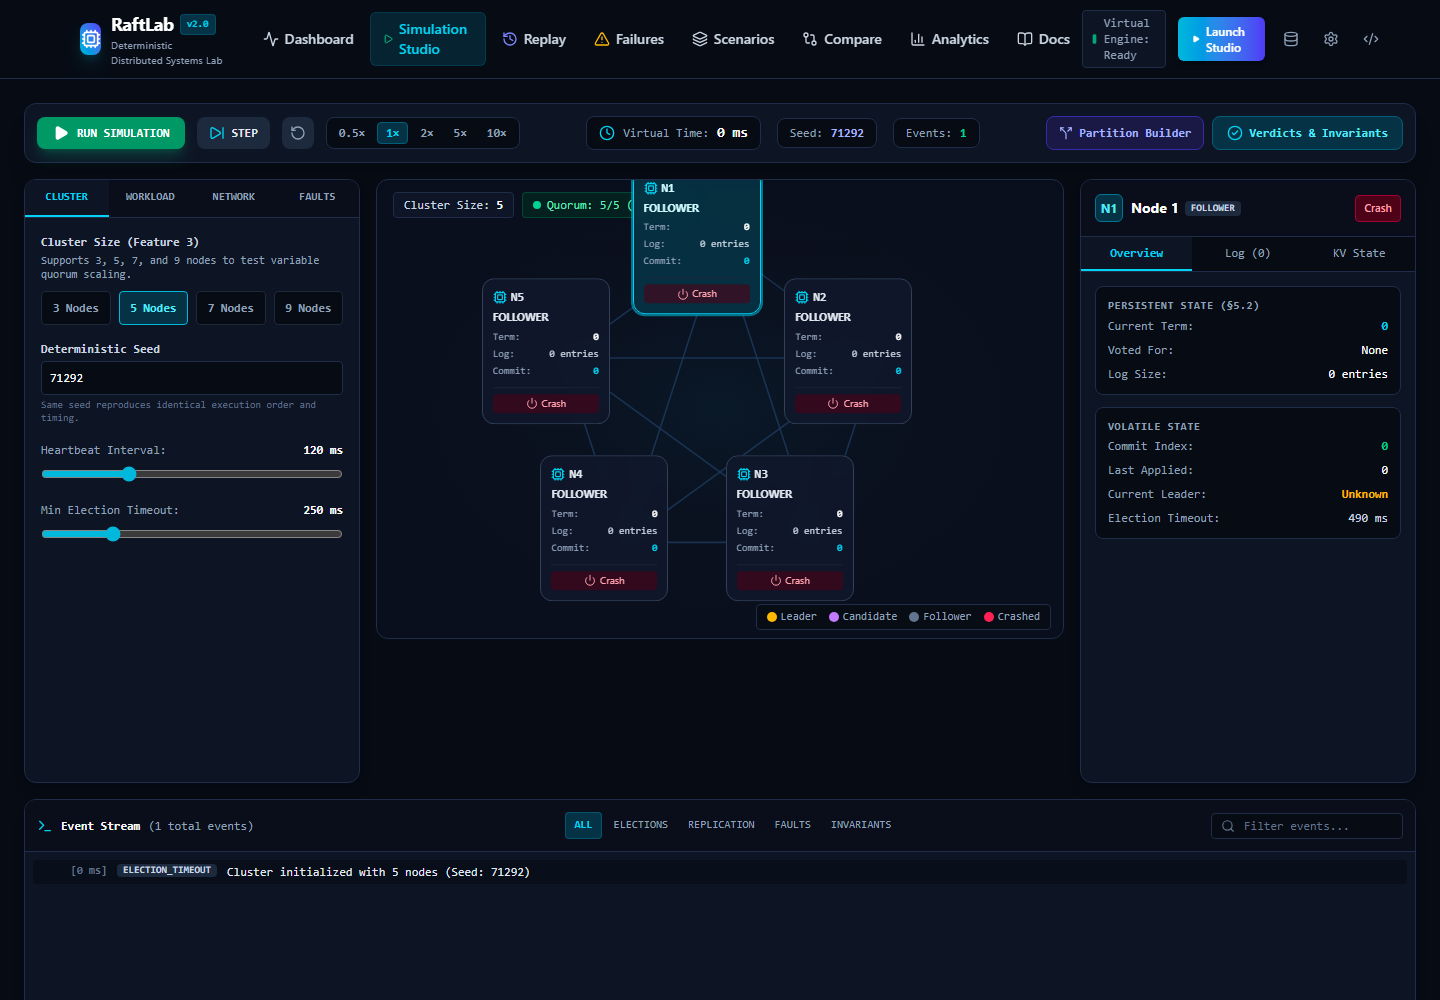 RaftLab v2.0
Deterministic
Distributed Systems Lab
Dashboard
Simulation
Studio
Replay
Failures
Scenarios
Compare
Analytics
Docs
Virtual
Engine:
Ready
Launch
Studio
RUN SIMULATION
STEP
0.5×
1×
2×
5×
10×
Virtual Time: 0 ms
Seed: 71292
Events: 1
Partition Builder
Verdicts & Invariants
CLUSTER
WORKLOAD
NETWORK
FAULTS
Cluster Size (Feature 3)
Supports 3, 5, 7, and 9 nodes to test variable
quorum scaling.
3 Nodes
5 Nodes
7 Nodes
9 Nodes
Deterministic Seed
71292
Same seed reproduces identical execution order and
timing.
Heartbeat Interval: 120 ms
Min Election Timeout: 250 ms
Cluster Size: 5
Quorum: 5/5 (
N1
FOLLOWER
Term: 0
Log: 0 entries
Commit: 0
Crash
N5
FOLLOWER
Term: 0
Log: 0 entries
Commit: 0
Crash
N2
FOLLOWER
Term: 0
Log: 0 entries
Commit: 0
Crash
N4
FOLLOWER
Term: 0
Log: 0 entries
Commit: 0
Crash
N3
FOLLOWER
Term: 0
Log: 0 entries
Commit: 0
Crash
Leader
Candidate
Follower
Crashed
N1 Node 1 FOLLOWER
Crash
Overview
Log (0)
KV State
PERSISTENT STATE (§5.2)
Current Term: 0
Voted For: None
Log Size: 0 entries
VOLATILE STATE
Commit Index: 0
Last Applied: 0
Current Leader: Unknown
Election Timeout: 490 ms
Event Stream (1 total events)
ALL
ELECTIONS
REPLICATION
FAULTS
INVARIANTS
Filter events...
[0 ms] ELECTION_TIMEOUT Cluster initialized with 5 nodes (Seed: 71292)